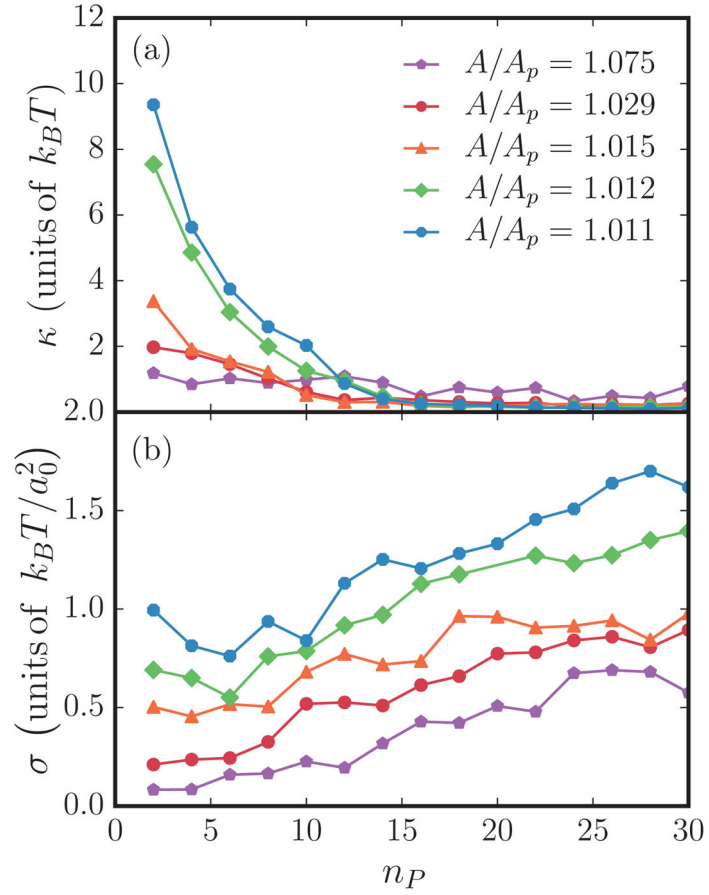 12
10
8
6
4
2
κ (units of k_BT)
(a)
A/A_p = 1.075
A/A_p = 1.029
A/A_p = 1.015
A/A_p = 1.012
A/A_p = 1.011
2.0
1.5
1.0
0.5
0.0
σ (units of k_BT/a_0^2)
(b)
0 5 10 15 20 25 30
n_P